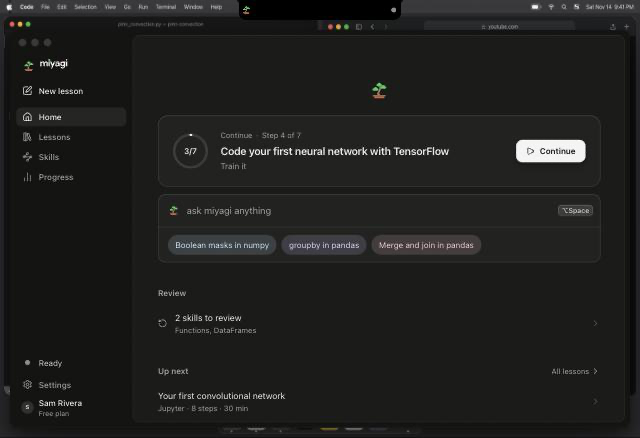 Code File Edit Selection View Go Run Terminal Window Help Sat Nov 14 9:41 PM
youtube.com
miyagi
New lesson
Home
Lessons
Skills
Progress
Continue · Step 4 of 7
3/7
Code your first neural network with TensorFlow
Train it
Continue
ask miyagi anything
⌥Space
Boolean masks in numpy
groupby in pandas
Merge and join in pandas
Review
2 skills to review
Functions, DataFrames
Up next
All lessons
Your first convolutional network
Jupyter · 8 steps · 30 min
Ready
Settings
S
Sam Rivera
Free plan